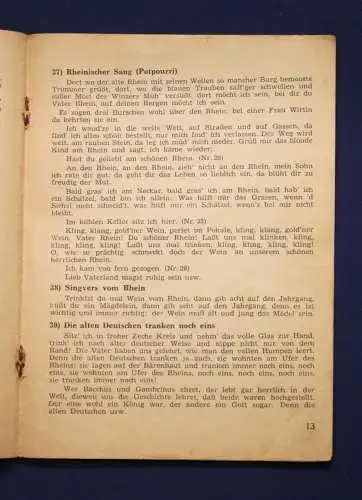 37) Rheinischer Sang (Potpourri)
Dort wo der alte Rhein mit seinen Wellen so mancher Burg bemooste
Trümmer grüßt, dort, wo die blauen Trauben saft'ger schwellen und
süßer Most des Winzers Müh' versüßt, dort möcht ich sein, bei dir du
Vater Rhein, auf deinen Bergen möcht ich sein.
Es zogen drei Burschen wohl über den Rhein, bei einer Frau Wirtin
da kehrten sie ein.
Ich wand're in die weite Welt, auf Straßen und auf Gassen, da
find ich alles wohl bestellt, nur mich find ich verlassen. Der Weg wird
weit, am rauhen Stein, da leg ich müd' mich nieder. Grüß mir das blonde
Kind am Rhein und sagt, ich käme wieder.
Hast du geliebt am schönen Rhein. (Nr. 28)
An den Rhein, an den Rhein, zieh' nicht an den Rhein, mein Sohn
ich rate dir gut; da geht dir das Leben so lieblich ein, da blüht dir zu
freudig der Mut.
Bald gras' ich am Neckar, bald gras' ich am Rhein, bald hab' ich
ein Schätzel, bald bin ich allein. Was hilft mir das Grasen, wenn d'
Sichel nicht schneid't, was hilft mir ein Schätzel, wenn's bei mir nicht
bleibt.
Im kühlen Keller sitz ich hier. (Nr. 33)
Kling, klang, gold'ner Wein, perlet im Pokale, kling, klang, gold'ner
Wein, Vater Rhein! Du schöner Rhein! Laßt uns mal klinken, kling,
kling, kling, kling! Laßt uns mal trinken, kling, kling, kling, kling!
O, wie so prächtig schmeckt doch der Wein an unserem schönen
herrlichen Rhein.
Ich kam von fern gezogen. (Nr. 29)
Lieb Vaterland magst ruhig sein usw.
38) Singvers vom Rhein
Trinkst du mal Wein vom Rhein, dann gib acht auf den Jahrgang,
küßt du ein Mägdelein, dann gib acht auf den Jahrgang, denn es ist
wichtig und immer richtig: der Wein muß alt und jung das Mädel sein
39) Die alten Deutschen tranken noch eins
Sitz' ich in froher Zecher Kreis und nehm' das volle Glas zur Hand,
trink' ich noch alter deutscher Weise und nippe nicht nur von dem
Rand! Die Väter haben uns gelehrt, wie man den vollen Humpen leert.
Denn die alten Deutschen tranken ja auch, sie wohnten am Ufer des
Rheins; sie lagen auf der Bärenhaut und tranken immer noch eins, noch
eins, sie wohnten am Ufer des Rheins, noch eins, noch eins, noch eins,
sie tranken immer noch eins!
Wer Bacchus und Gambrinus ehret, der lebt gar herrlich in der
Welt, dieweil uns die Geschichte lehret, daß beide waren hochgestellt.
Der eine wohl ein König war, der andere ein Gott sogar. Denn die
alten Deutschen usw.
13